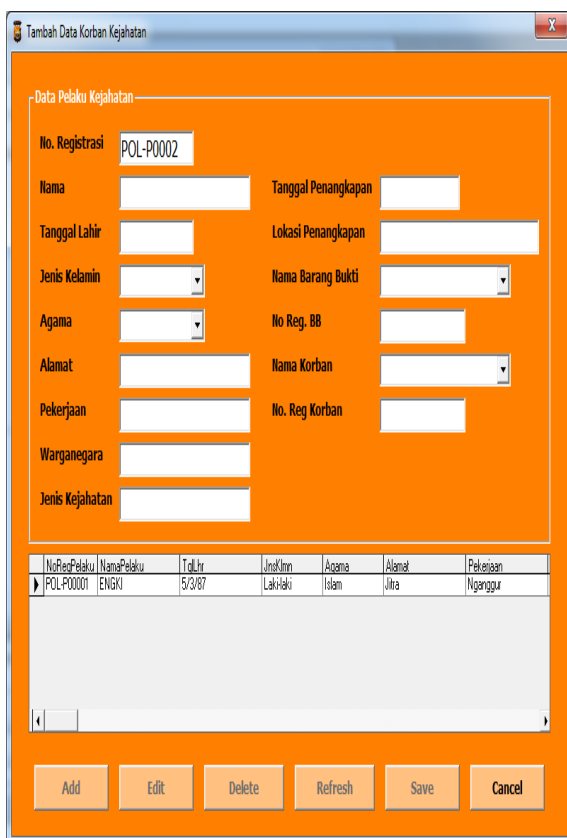 Tambah Data Korban Kejahatan
X
Data Pelaku Kejahatan
No. Registrasi POL-P0002
Nama Tanggal Penangkapan
Tanggal Lahir Lokasi Penangkapan
Jenis Kelamin Nama Barang Bukti
Agama No Reg. BB
Alamat Nama Korban
Pekerjaan No. Reg Korban
Warganegara
Jenis Kejahatan
NoRegPelaku NamaPelaku TglLhr JnsKlmn Agama Alamat Pekerjaan
POL-P00001 ENGKI 5/3/87 Laki-laki Islam Jitra Nganggur
Add Edit Delete Refresh Save Cancel